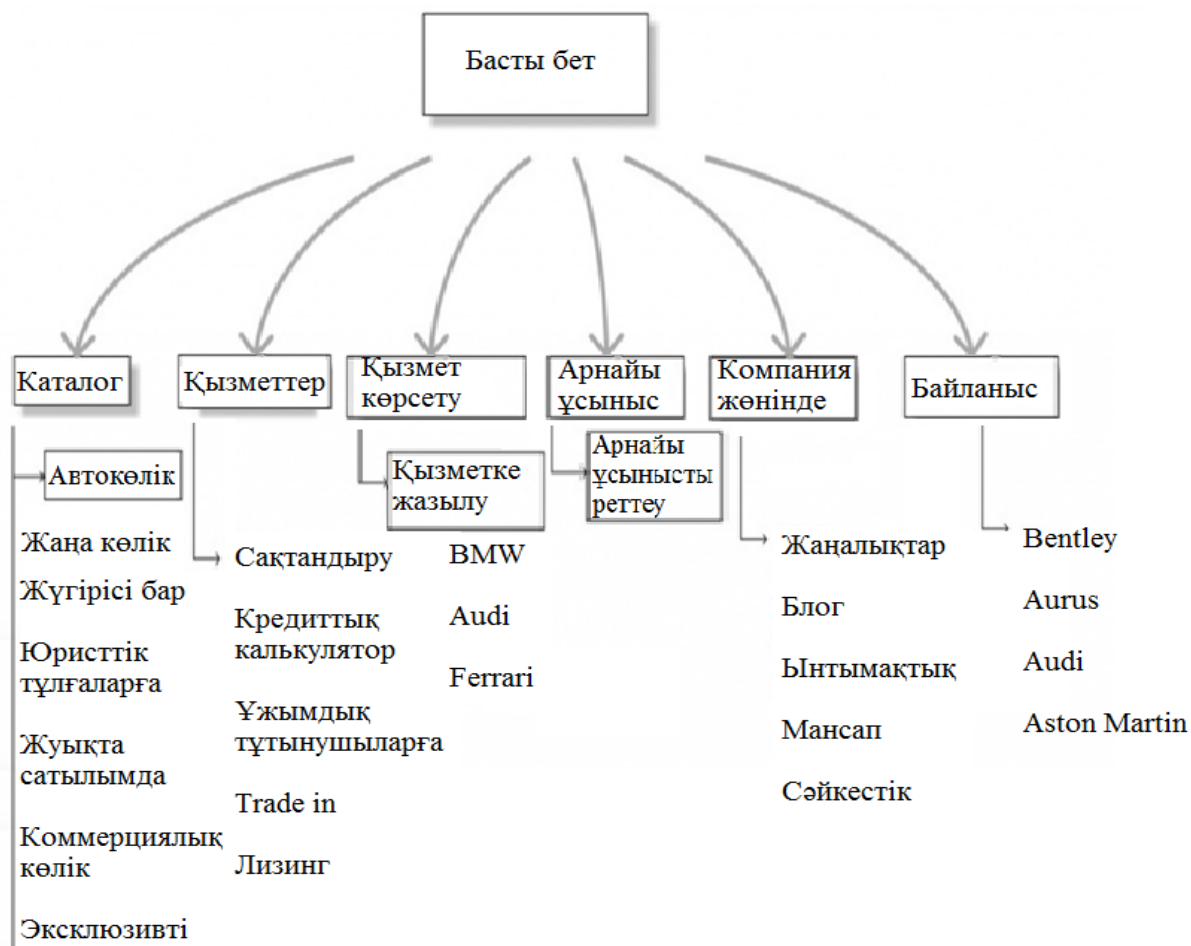 Басты бет
Каталог
Қызметтер
Қызмет
көрсету
Арнайы
ұсыныс
Компания
жөнінде
Байланыс
Автокөлік
Жаңа көлік
Жүгірісі бар
Юристтік
тұлғаларға
Жуықта
сатылымда
Коммерциялық
көлік
Эксклюзивті
Сақтандыру
Кредиттық
калькулятор
Ұжымдық
тұтынушыларға
Trade in
Лизинг
Қызметке
жазылу
BMW
Audi
Ferrari
Арнайы
ұсынысты
реттеу
Жаңалықтар
Блог
Ынтымақтық
Мансап
Сәйкестік
Bentley
Aurus
Audi
Aston Martin